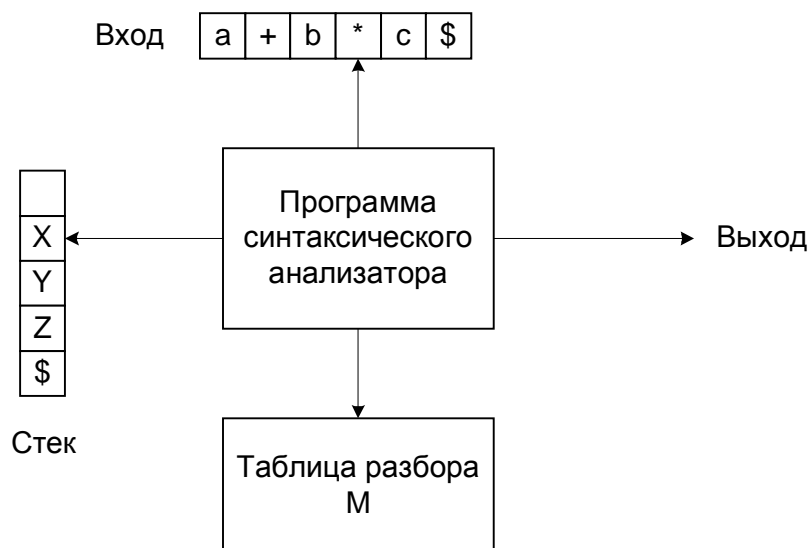 Вход a + b * c $
Программа
синтаксического
анализатора
Выход
X
Y
Z
$
Стек
Таблица разбора
M